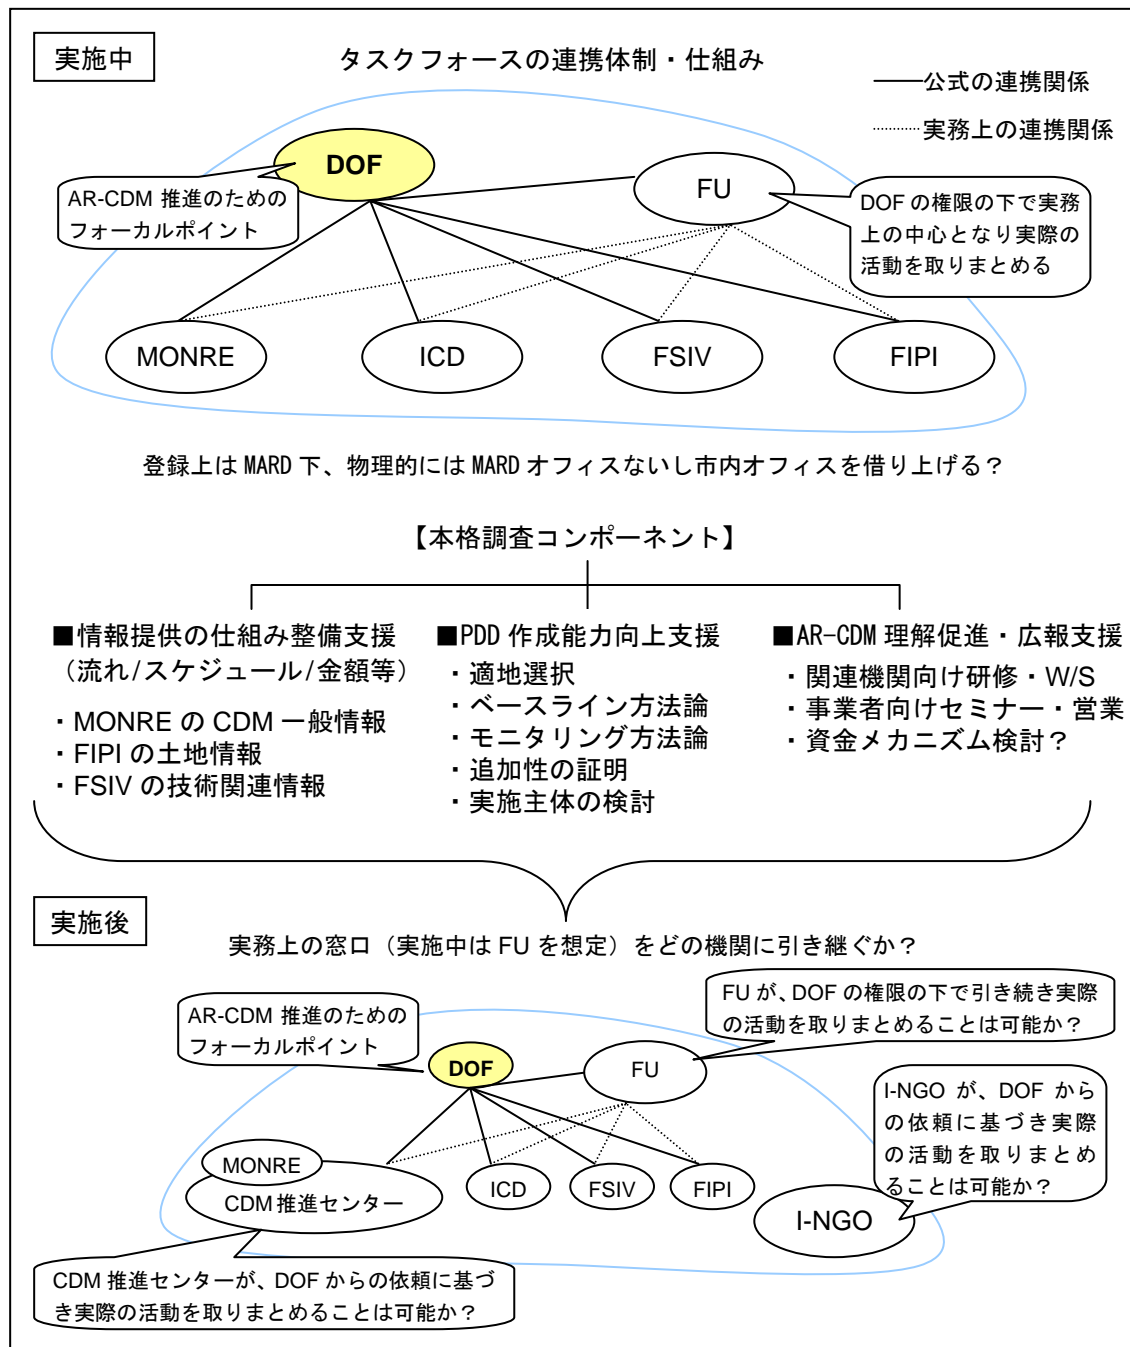 実施中
タスクフォースの連携体制・仕組み
公式の連携関係
実務上の連携関係
DOF
FU
AR-CDM 推進のための
フォーカルポイント
DOF の権限の下で実務
上の中心となり実際の
活動を取りまとめる
MONRE
ICD
FSIV
FIPI
登録上は MARD 下、物理的には MARD オフィスないし市内オフィスを借り上げる？
【本格調査コンポーネント】
■情報提供の仕組み整備支援
（流れ/スケジュール/金額等）
・MONRE の CDM 一般情報
・FIPI の土地情報
・FSIV の技術関連情報
■PDD 作成能力向上支援
・適地選択
・ベースライン方法論
・モニタリング方法論
・追加性の証明
・実施主体の検討
■AR-CDM 理解促進・広報支援
・関連機関向け研修・W/S
・事業者向けセミナー・営業
・資金メカニズム検討？
実施後
実務上の窓口（実施中は FU を想定）をどの機関に引き継ぐか？
AR-CDM 推進のための
フォーカルポイント
FU が、DOF の権限の下で引き続き実際
の活動を取りまとめることは可能か？
DOF
FU
I-NGO が、DOF から
の依頼に基づき実際
の活動を取りまとめ
ることは可能か？
MONRE
CDM 推進センター
ICD
FSIV
FIPI
I-NGO
CDM 推進センターが、DOF からの依頼に基づ
き実際の活動を取りまとめることは可能か？